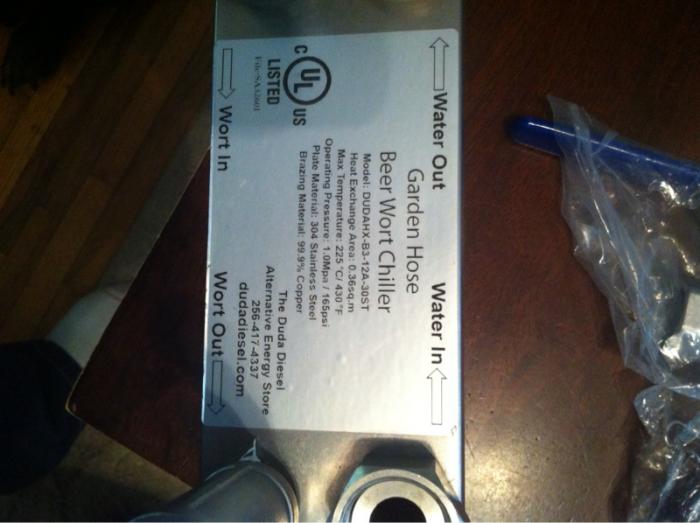 Water Out
Water In
Garden Hose
Beer Wort Chiller
Model: DUDAHX-B3-12A-30ST
Heat Exchange Area: 0.36sq.m
Max Temperature: 225 °C/ 430 °F
Operating Pressure: 1.0Mpa / 165psi
Plate Material: 304 Stainless Steel
Brazing Material: 99.9% Copper
C UL US
LISTED
The Duda Diesel
Alternative Energy Store
256-417-4337
dudadiesel.com
Wort In
Wort Out